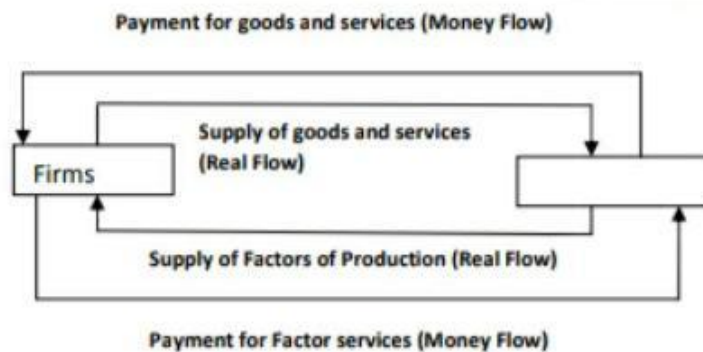 Payment for goods and services (Money Flow)
Supply of goods and services
(Real Flow)
Firms
Supply of Factors of Production (Real Flow)
Payment for Factor services (Money Flow)